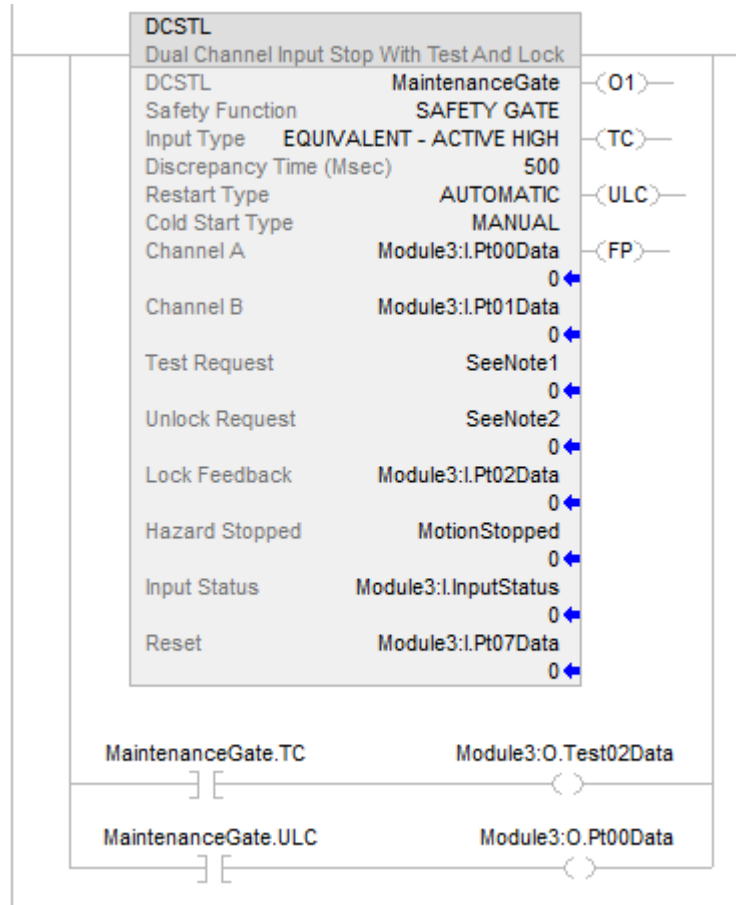 DCSTL
Dual Channel Input Stop With Test And Lock
DCSTL MaintenanceGate (O1)
Safety Function SAFETY GATE
Input Type EQUIVALENT - ACTIVE HIGH (TC)
Discrepancy Time (Msec) 500
Restart Type AUTOMATIC (ULC)
Cold Start Type MANUAL
Channel A Module3:I.Pt00Data (FP)
0
Channel B Module3:I.Pt01Data
0
Test Request SeeNote1
0
Unlock Request SeeNote2
0
Lock Feedback Module3:I.Pt02Data
0
Hazard Stopped MotionStopped
0
Input Status Module3:I.InputStatus
0
Reset Module3:I.Pt07Data
0
MaintenanceGate.TC Module3:O.Test02Data
MaintenanceGate.ULC Module3:O.Pt00Data